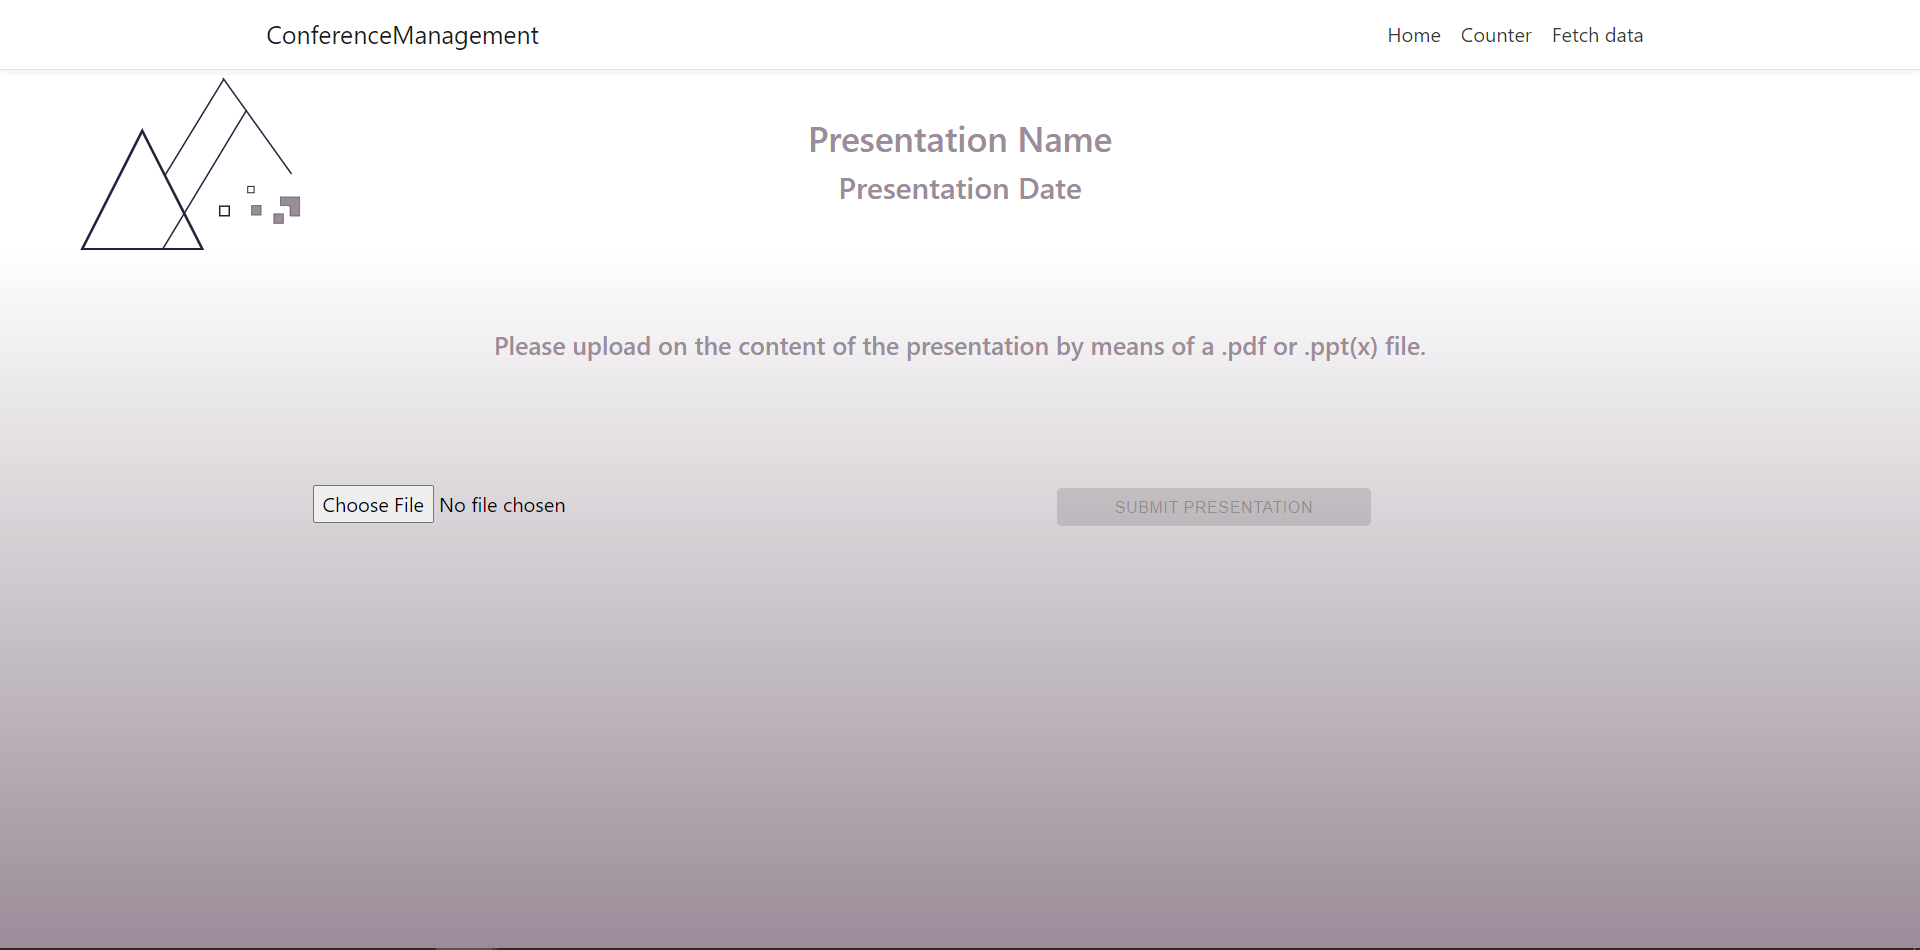 ConferenceManagement
Home Counter Fetch data
Presentation Name
Presentation Date
Please upload on the content of the presentation by means of a .pdf or .ppt(x) file.
Choose File No file chosen
SUBMIT PRESENTATION